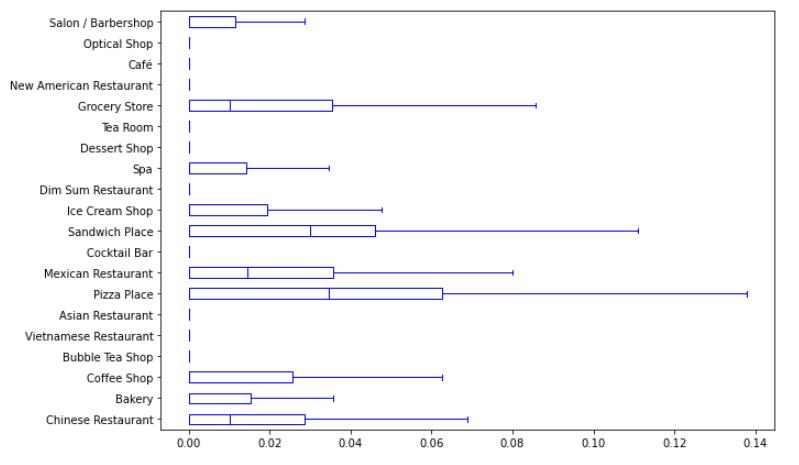 Salon / Barbershop
Optical Shop
Café
New American Restaurant
Grocery Store
Tea Room
Dessert Shop
Spa
Dim Sum Restaurant
Ice Cream Shop
Sandwich Place
Cocktail Bar
Mexican Restaurant
Pizza Place
Asian Restaurant
Vietnamese Restaurant
Bubble Tea Shop
Coffee Shop
Bakery
Chinese Restaurant
0.00 0.02 0.04 0.06 0.08 0.10 0.12 0.14